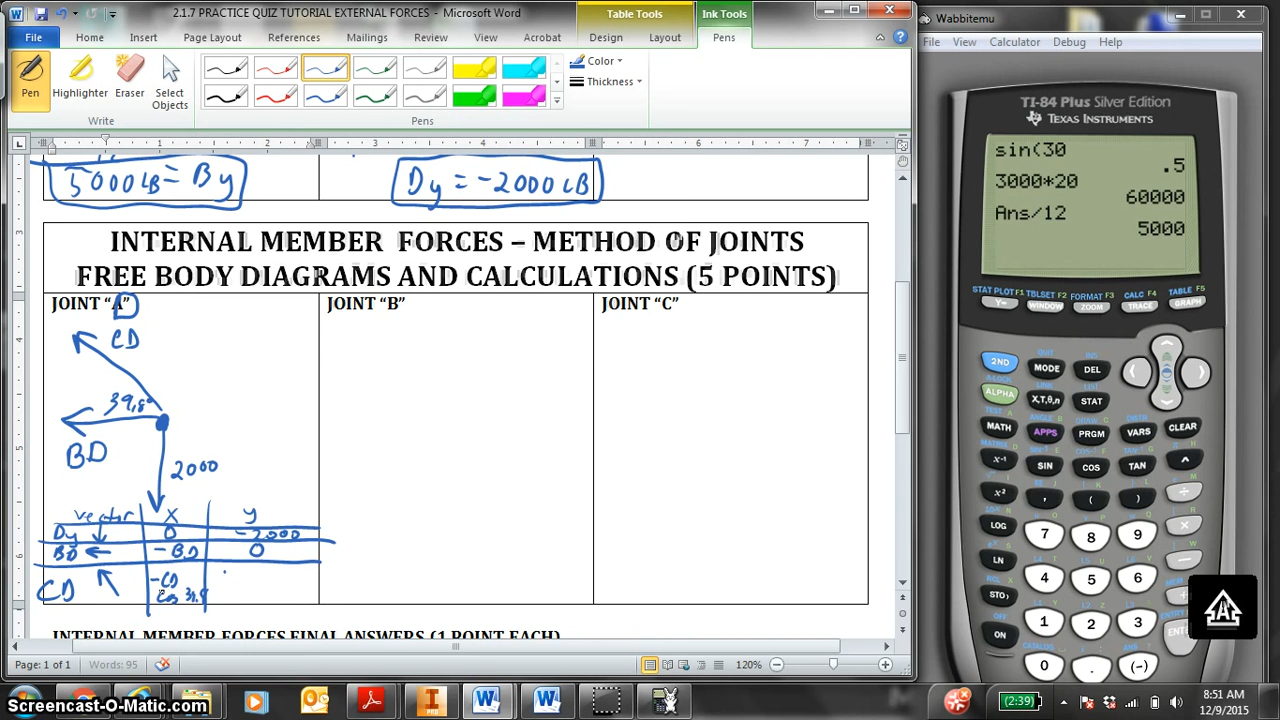 2.1.7 PRACTICE QUIZ TUTORIAL EXTERNAL FORCES - Microsoft Word
Table Tools
Ink Tools
File Home Insert Page Layout References Mailings Review View Acrobat Design Layout Pens
Pen Highlighter Eraser Select Objects
Color
Thickness
Write
Pens
5000 LB = By
Dy = -2000 LB
INTERNAL MEMBER FORCES – METHOD OF JOINTS
FREE BODY DIAGRAMS AND CALCULATIONS (5 POINTS)
JOINT “A” D
JOINT “B”
JOINT “C”
CD
39.8°
BD
2000
vector X y
Dy 0 -2000
BD -BD 0
CD -CD
cos 39.8
INTERNAL MEMBER FORCES FINAL ANSWERS (1 POINT EACH)
Page: 1 of 1 Words: 95 120%
Wabbitemu
File View Calculator Debug Help
TI-84 Plus Silver Edition
TEXAS INSTRUMENTS
sin(30
.5
3000*20
60000
Ans/12
5000
STAT PLOT F1 TBLSET F2 FORMAT F3 CALC F4 TABLE F5
Y= WINDOW ZOOM TRACE GRAPH
2ND MODE DEL
ALPHA X,T,θ,n STAT
MATH APPS PRGM VARS CLEAR
x⁻¹ SIN COS TAN ^
x² , ( ) ÷
LOG 7 8 9 ×
LN 4 5 6 −
STO› 1 2 3 +
ON 0 . (−)
(2:39)
8:51 AM
12/9/2015
Screencast-O-Matic.com